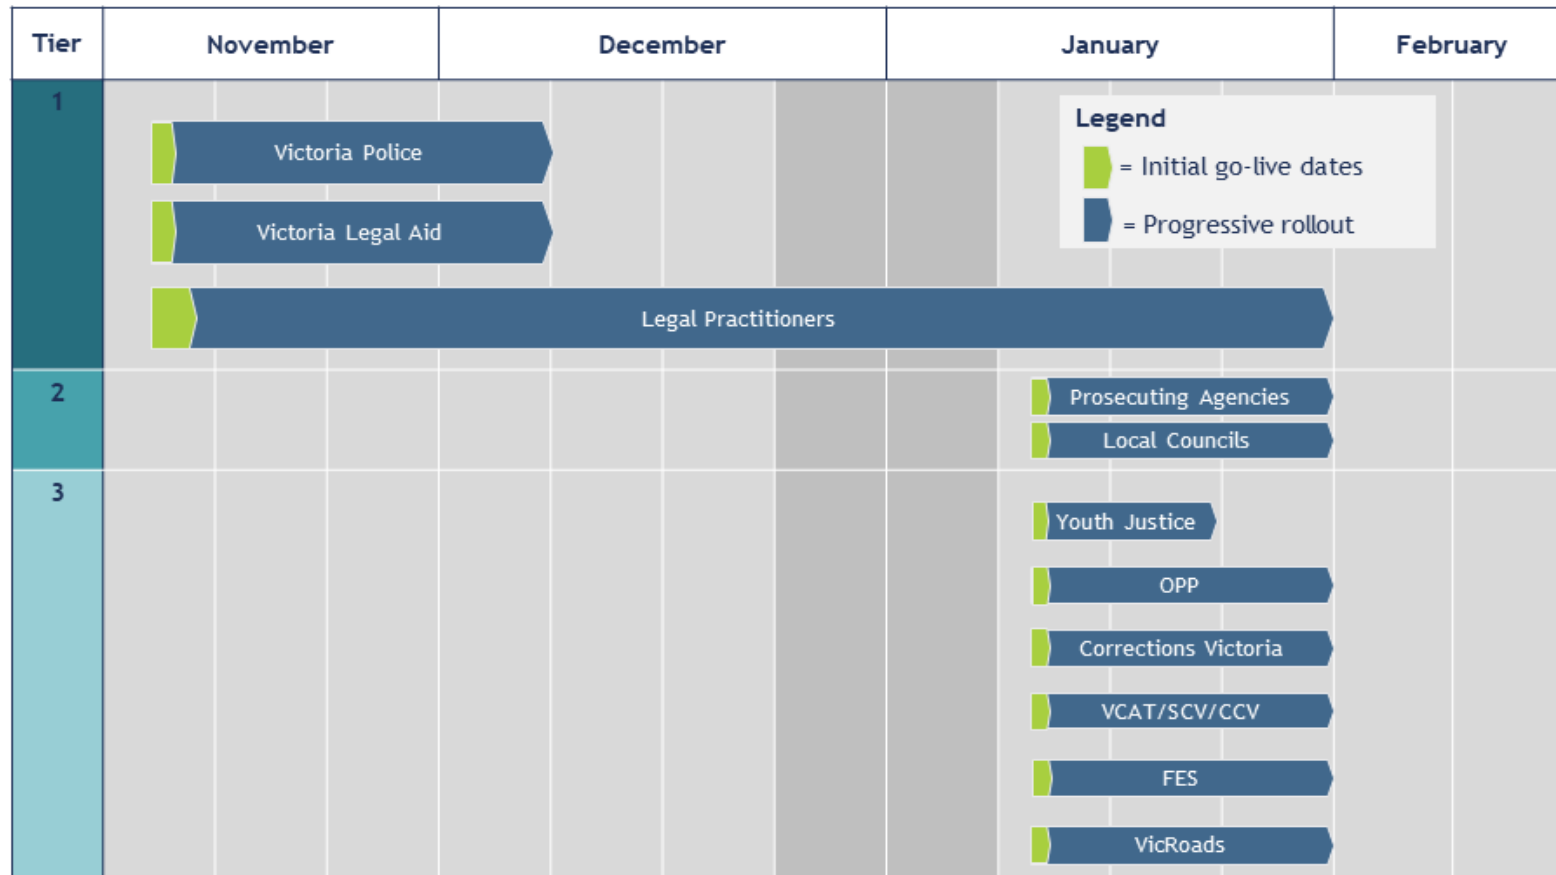 Tier
November
December
January
February
1
Legend
= Initial go-live dates
= Progressive rollout
Victoria Police
Victoria Legal Aid
Legal Practitioners
2
Prosecuting Agencies
Local Councils
3
Youth Justice
OPP
Corrections Victoria
VCAT/SCV/CCV
FES
VicRoads